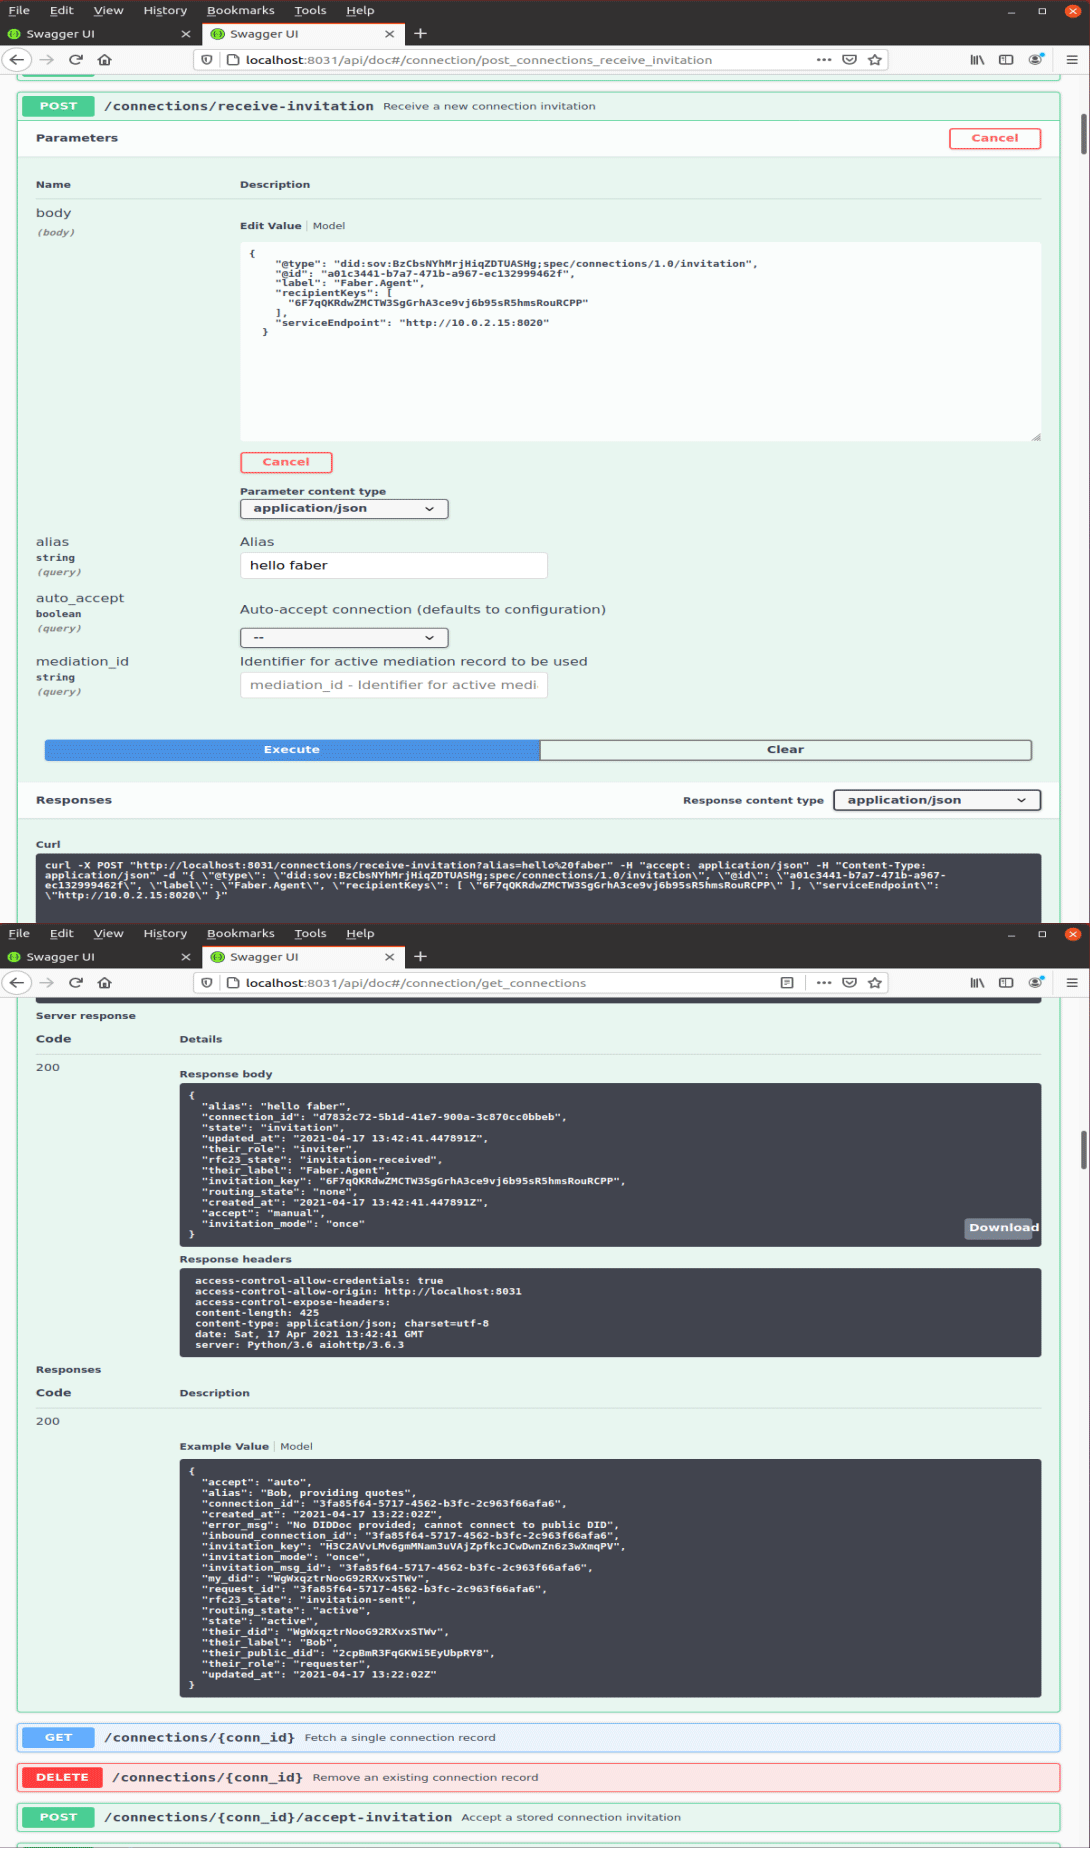 File Edit View History Bookmarks Tools Help
Swagger UI
Swagger UI
localhost:8031/api/doc#/connection/post_connections_receive_invitation
POST /connections/receive-invitation Receive a new connection invitation
Parameters Cancel
Name Description
body
(body)
Edit Value | Model
{
"@type": "did:sov:BzCbsNYhMrjHiqZDTUASHg;spec/connections/1.0/invitation",
"@id": "a01c3441-b7a7-471b-a967-ec132999462f",
"label": "Faber.Agent",
"recipientKeys": [
"6F7qQKRdwZMCTW3SgGrhA3ce9vj6b95sR5hmsRouRCPP"
],
"serviceEndpoint": "http://10.0.2.15:8020"
}
Cancel
Parameter content type
application/json
alias Alias
string
(query)
hello faber
auto_accept
boolean
(query)
Auto-accept connection (defaults to configuration)
--
mediation_id Identifier for active mediation record to be used
string
(query)
mediation_id - Identifier for active medi
Execute Clear
Responses Response content type application/json
Curl
curl -X POST "http://localhost:8031/connections/receive-invitation?alias=hello%20faber" -H "accept: application/json" -H "Content-Type:
application/json" -d "{ \"@type\": \"did:sov:BzCbsNYhMrjHiqZDTUASHg;spec/connections/1.0/invitation\", \"@id\": \"a01c3441-b7a7-471b-a967-
ec132999462f\", \"label\": \"Faber.Agent\", \"recipientKeys\": [ \"6F7qQKRdwZMCTW3SgGrhA3ce9vj6b95sR5hmsRouRCPP\" ], \"serviceEndpoint\":
\"http://10.0.2.15:8020\" }"
File Edit View History Bookmarks Tools Help
Swagger UI
Swagger UI
localhost:8031/api/doc#/connection/get_connections
Server response
Code Details
200
Response body
{
"alias": "hello faber",
"connection_id": "d7832c72-5b1d-41e7-900a-3c870cc0bbeb",
"state": "invitation",
"updated_at": "2021-04-17 13:42:41.447891Z",
"their_role": "inviter",
"rfc23_state": "invitation-received",
"their_label": "Faber.Agent",
"invitation_key": "6F7qQKRdwZMCTW3SgGrhA3ce9vj6b95sR5hmsRouRCPP",
"routing_state": "none",
"created_at": "2021-04-17 13:42:41.447891Z",
"accept": "manual",
"invitation_mode": "once"
}
Download
Response headers
access-control-allow-credentials: true
access-control-allow-origin: http://localhost:8031
access-control-expose-headers:
content-length: 425
content-type: application/json; charset=utf-8
date: Sat, 17 Apr 2021 13:42:41 GMT
server: Python/3.6 aiohttp/3.6.3
Responses
Code Description
200
Example Value | Model
{
"accept": "auto",
"alias": "Bob, providing quotes",
"connection_id": "3fa85f64-5717-4562-b3fc-2c963f66afa6",
"created_at": "2021-04-17 13:22:02Z",
"error_msg": "No DIDDoc provided; cannot connect to public DID",
"inbound_connection_id": "3fa85f64-5717-4562-b3fc-2c963f66afa6",
"invitation_key": "H3C2AVvLMv6gmMNam3uVAjZpfkcJCwDwnZn6z3wXmqPV",
"invitation_mode": "once",
"invitation_msg_id": "3fa85f64-5717-4562-b3fc-2c963f66afa6",
"my_did": "WgWxqztrNooG92RXvxSTWv",
"request_id": "3fa85f64-5717-4562-b3fc-2c963f66afa6",
"rfc23_state": "invitation-sent",
"routing_state": "active",
"state": "active",
"their_did": "WgWxqztrNooG92RXvxSTWv",
"their_label": "Bob",
"their_public_did": "2cpBmR3FqGKWi5EyUbpRY8",
"their_role": "requester",
"updated_at": "2021-04-17 13:22:02Z"
}
GET /connections/{conn_id} Fetch a single connection record
DELETE /connections/{conn_id} Remove an existing connection record
POST /connections/{conn_id}/accept-invitation Accept a stored connection invitation